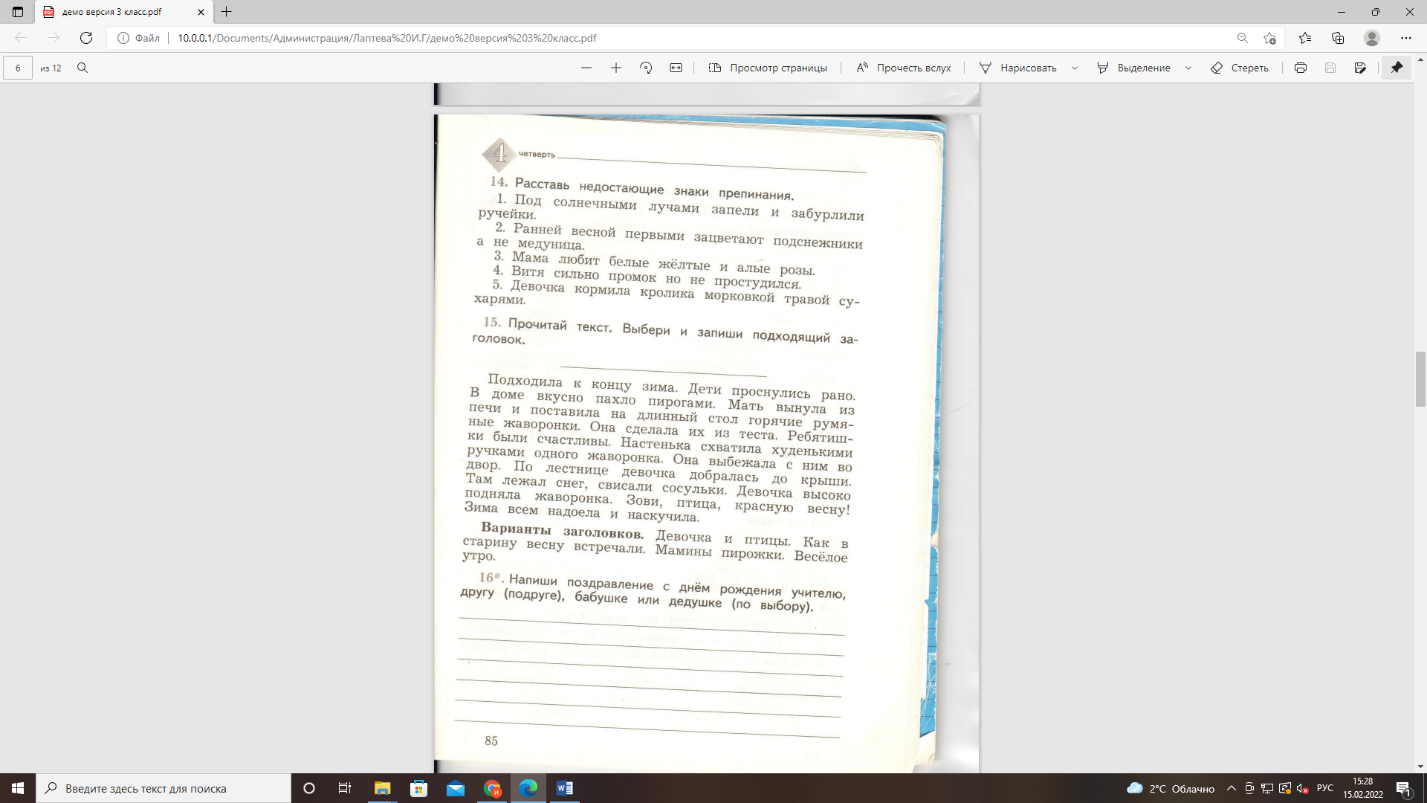 демо версия 3 класс.pdf
Файл
10.0.0.1/Documents/Администрация/Лаптева%20И.Г/демо%20версия%203%20класс.pdf
6 из 12
Просмотр страницы
Прочесть вслух
Нарисовать
Выделение
Стереть
4 четверть
14. Расставь недостающие знаки препинания.
1. Под солнечными лучами запели и забурлили
ручейки.
2. Ранней весной первыми зацветают подснежники
а не медуница.
3. Мама любит белые жёлтые и алые розы.
4. Витя сильно промок но не простудился.
5. Девочка кормила кролика морковкой травой су-
харями.
15. Прочитай текст. Выбери и запиши подходящий за-
головок.
Подходила к концу зима. Дети проснулись рано.
В доме вкусно пахло пирогами. Мать вынула из
печи и поставила на длинный стол горячие румя-
ные жаворонки. Она сделала их из теста. Ребятиш-
ки были счастливы. Настенька схватила худенькими
ручками одного жаворонка. Она выбежала с ним во
двор. По лестнице девочка добралась до крыши.
Там лежал снег, свисали сосульки. Девочка высоко
подняла жаворонка. Зови, птица, красную весну!
Зима всем надоела и наскучила.
Варианты заголовков. Девочка и птицы. Как в
старину весну встречали. Мамины пирожки. Весёлое
утро.
16*. Напиши поздравление с днём рождения учителю,
другу (подруге), бабушке или дедушке (по выбору).
85
Введите здесь текст для поиска
2°C Облачно
РУС
15:28
15.02.2022
1